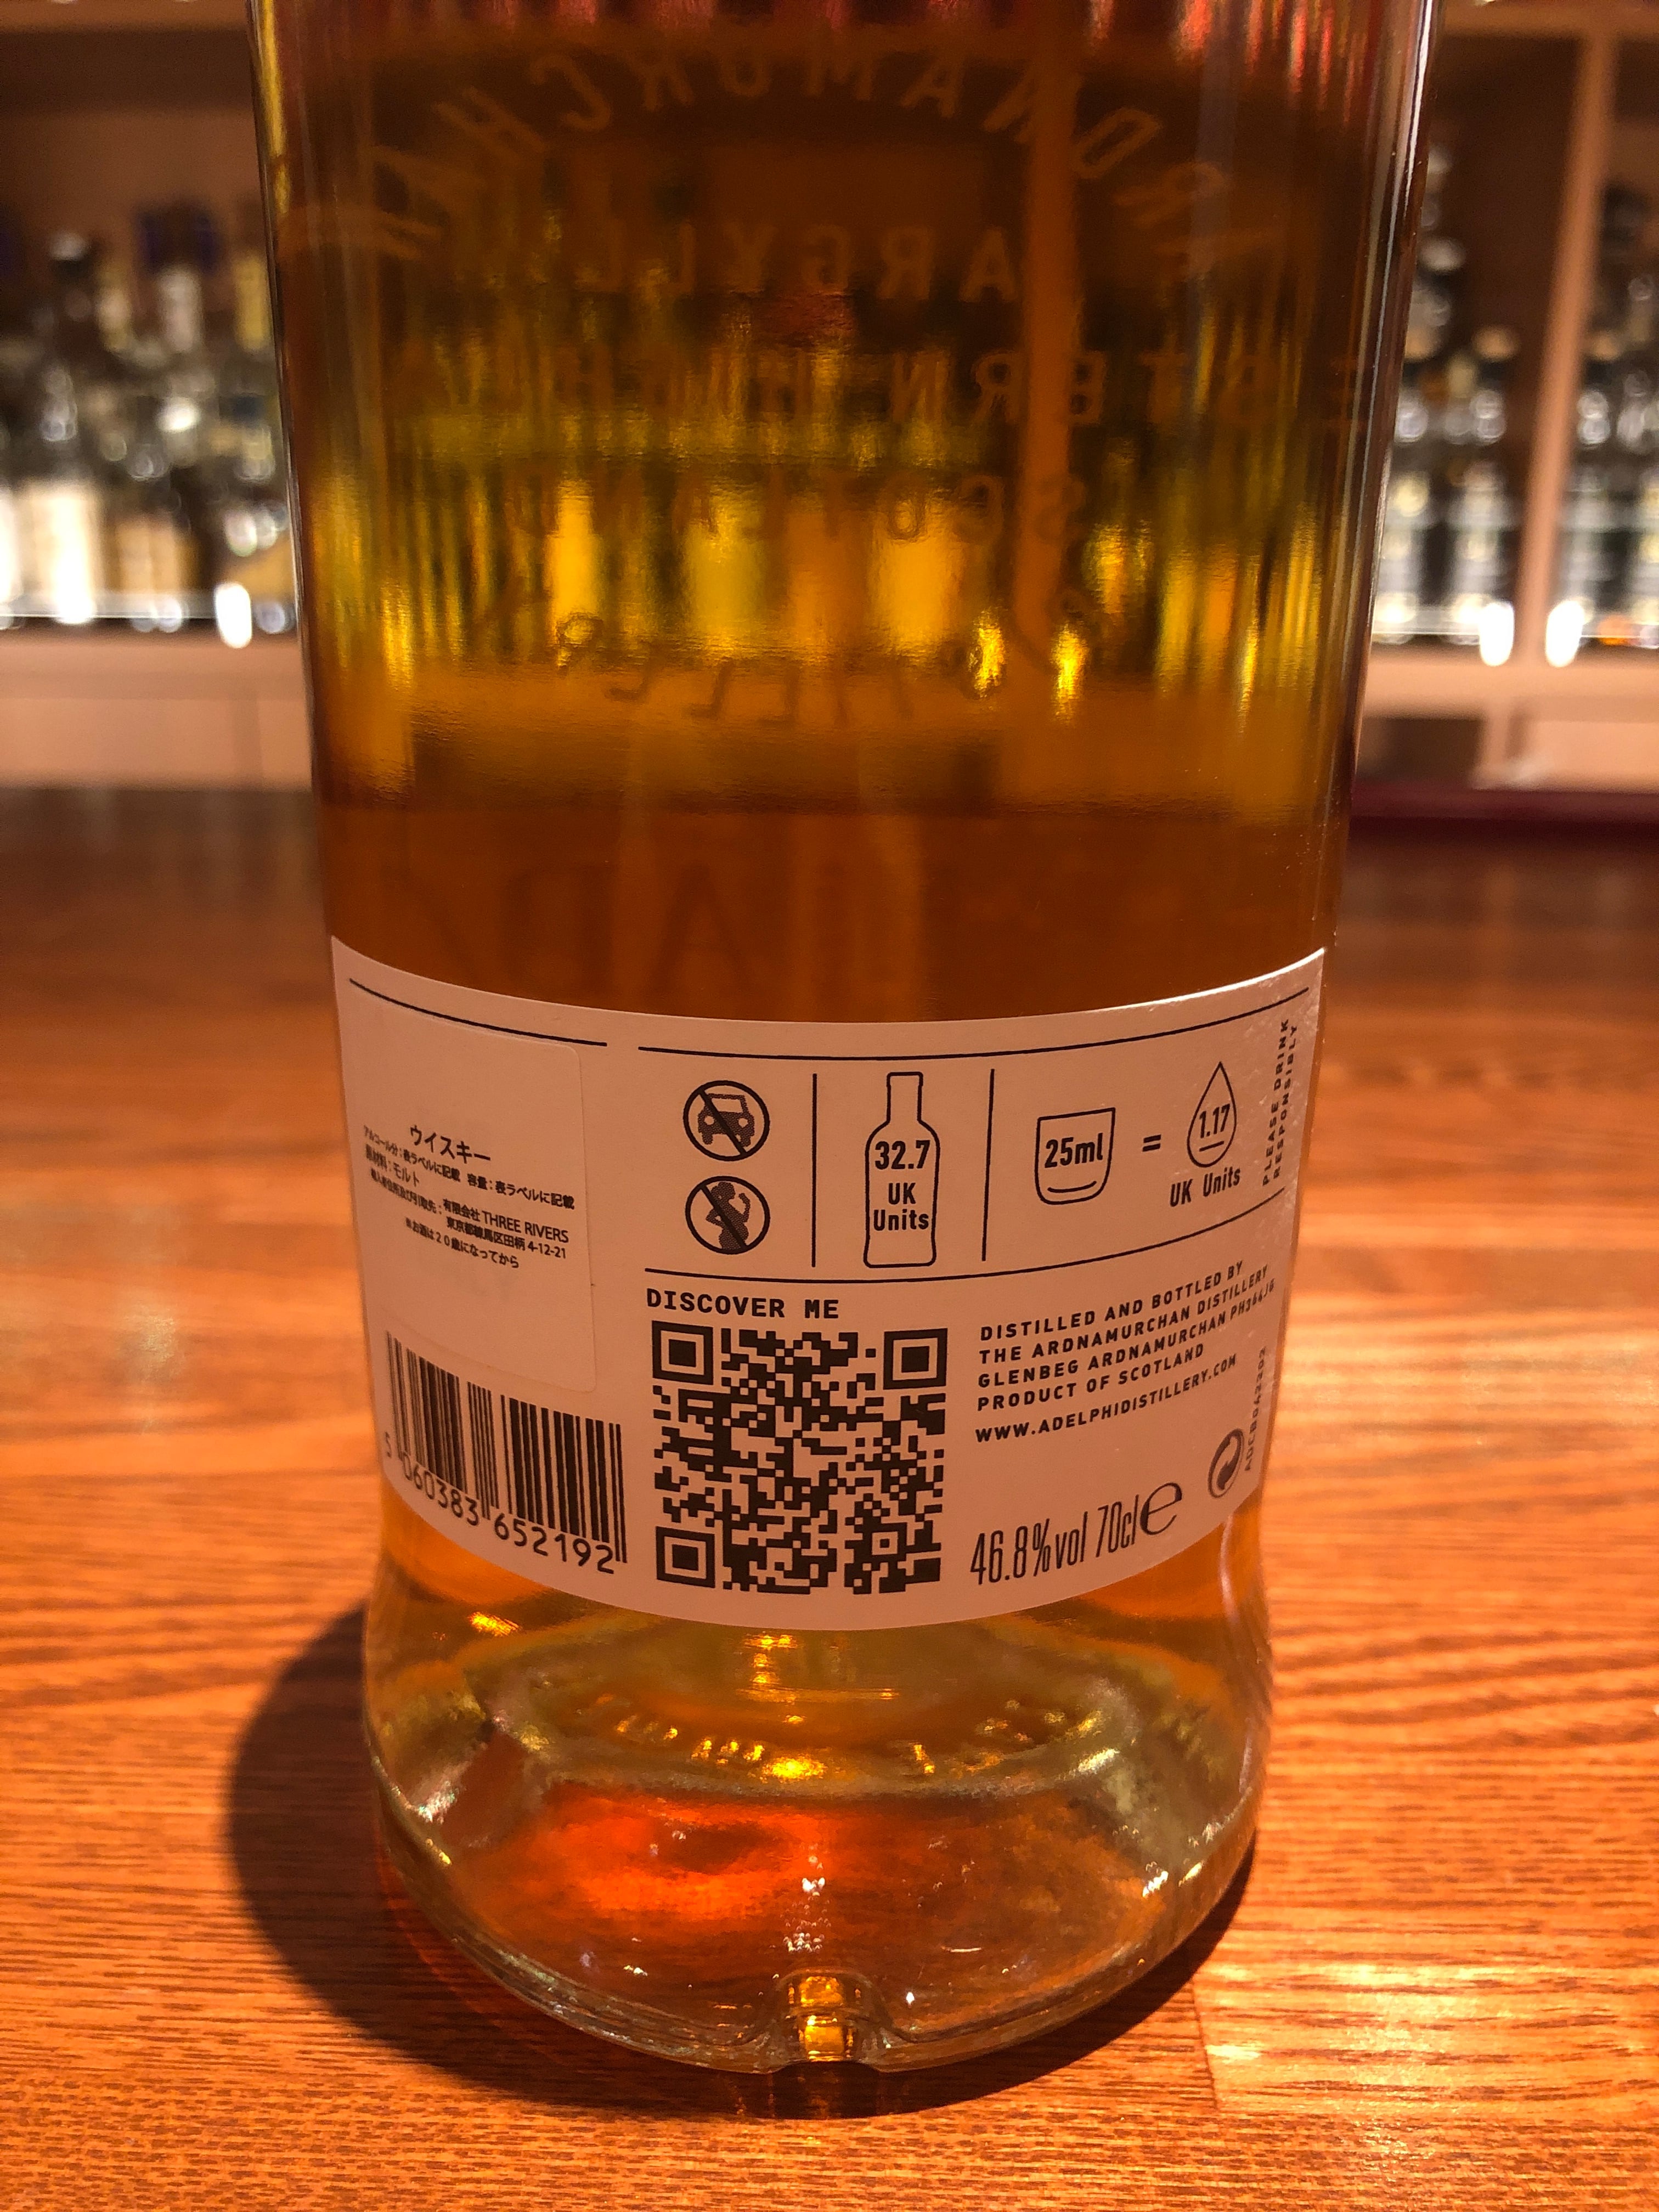 ARDNAMURCHAN
ARGYLL
SCOTLAND
ウイスキー
アルコール分:表ラベルに記載 容量:表ラベルに記載
原材料:モルト
輸入者住所及び引取先:有限会社 THREE RIVERS
東京都練馬区田柄 4-12-21
※お酒は20歳になってから
32.7
UK
Units
25ml
=
1.17
UK Units
PLEASE DRINK
RESPONSIBLY
DISCOVER ME
DISTILLED AND BOTTLED BY
THE ARDNAMURCHAN DISTILLERY
GLENBEG ARDNAMURCHAN
PRODUCT OF SCOTLAND
WWW.ADELPHIDISTILLERY.COM
5 060383 652192
46.8%vol 70cl e